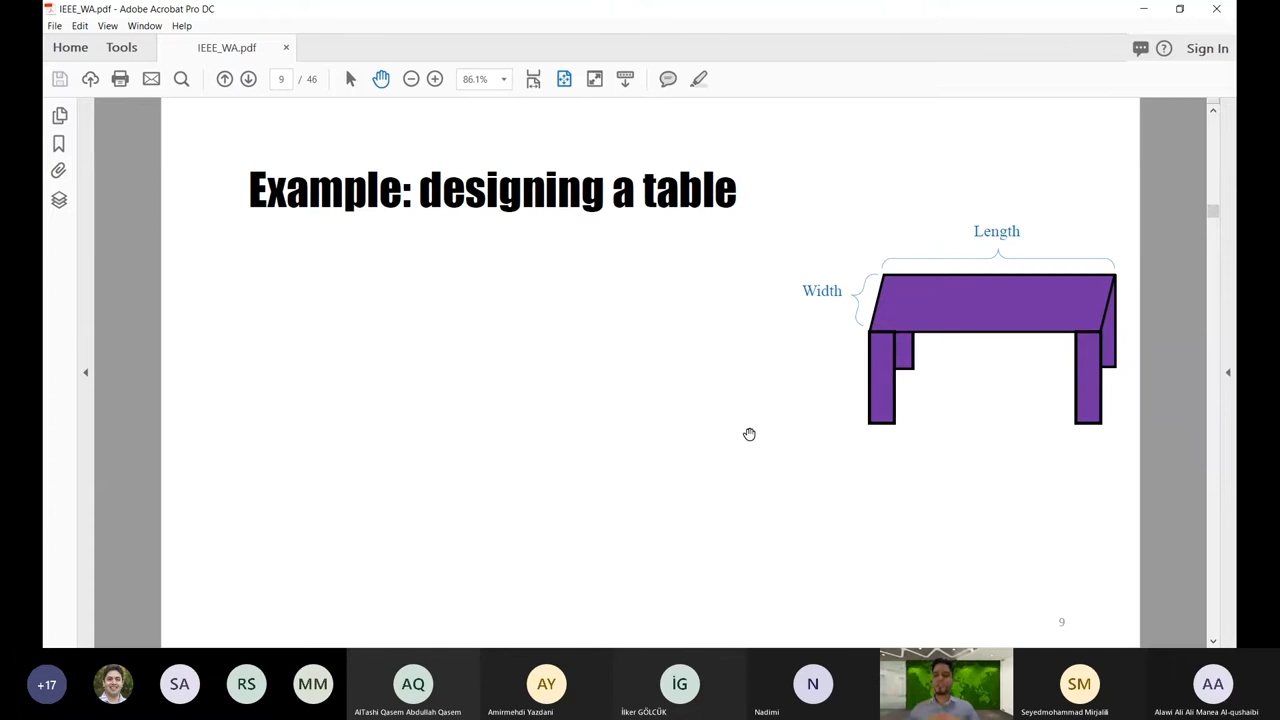 IEEE_WA.pdf - Adobe Acrobat Pro DC
File Edit View Window Help
Home Tools IEEE_WA.pdf × Sign In
9 / 46 86.1%
Example: designing a table
Length
Width
9
+17 SA RS MM AQ AY İG N SM AA
AlTashi Qasem Abdullah Qasem Amirmehdi Yazdani İlker GÖLCÜK Nadimi Seyedmohammad Mirjalili Alawi Ali Ali Manea Al-qushaibi